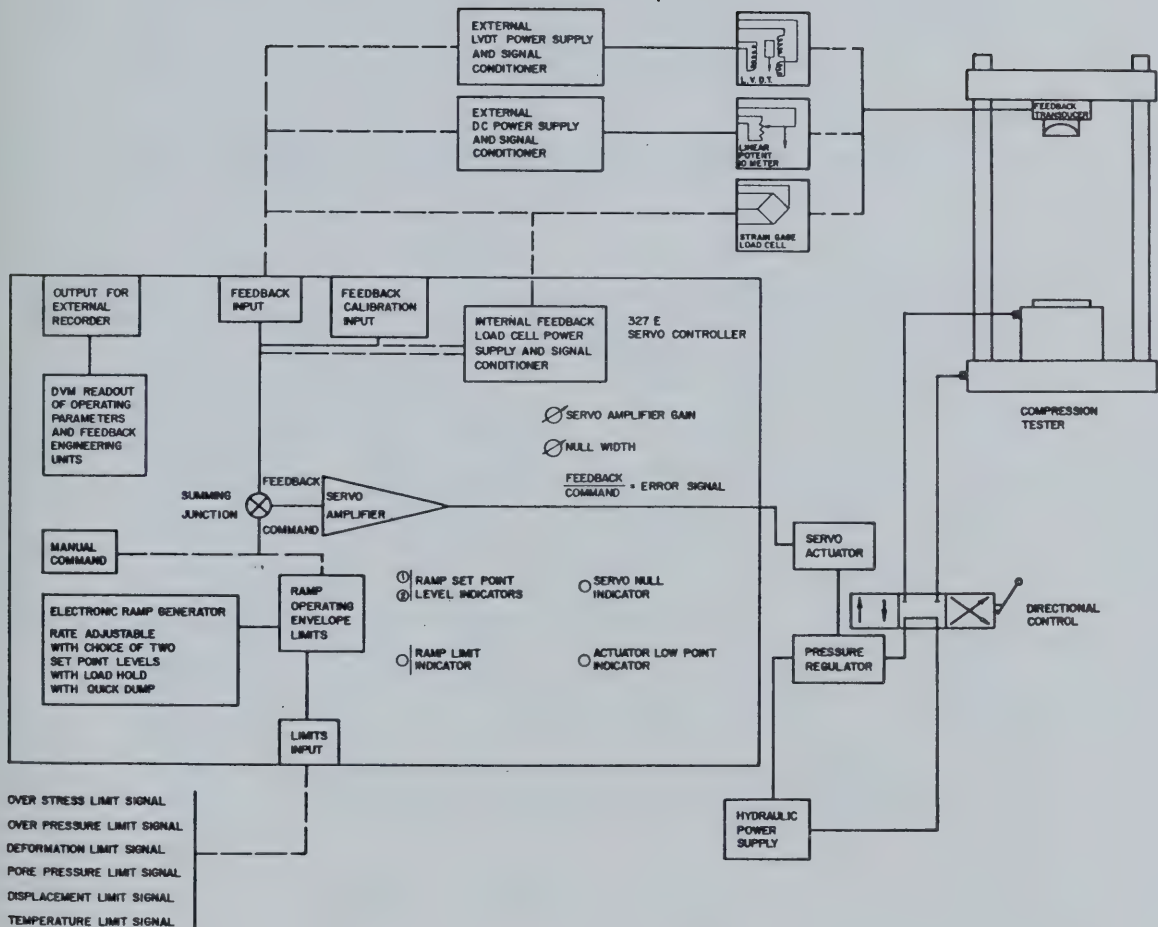 EXTERNAL
LVDT POWER SUPPLY
AND SIGNAL
CONDITIONER
L.V.D.T.
EXTERNAL
DC POWER SUPPLY
AND SIGNAL
CONDITIONER
LINEAR
POTENT
IO METER
STRAIN GAGE
LOAD CELL
FEEDBACK
TRANSDUCER
COMPRESSION
TESTER
OUTPUT FOR
EXTERNAL
RECORDER
FEEDBACK
INPUT
FEEDBACK
CALIBRATION
INPUT
INTERNAL FEEDBACK
LOAD CELL POWER
SUPPLY AND SIGNAL
CONDITIONER
327 E
SERVO CONTROLLER
DVM READOUT
OF OPERATING
PARAMETERS
AND FEEDBACK
ENGINEERING
UNITS
SERVO AMPLIFIER GAIN
NULL WIDTH
FEEDBACK
COMMAND = ERROR SIGNAL
SUMMING
JUNCTION
FEEDBACK
COMMAND
SERVO
AMPLIFIER
MANUAL
COMMAND
ELECTRONIC RAMP GENERATOR
RATE ADJUSTABLE
WITH CHOICE OF TWO
SET POINT LEVELS
WITH LOAD HOLD
WITH QUICK DUMP
RAMP
OPERATING
ENVELOPE
LIMITS
1 RAMP SET POINT
2 LEVEL INDICATORS
SERVO NULL
INDICATOR
RAMP LIMIT
INDICATOR
ACTUATOR LOW POINT
INDICATOR
LIMITS
INPUT
SERVO
ACTUATOR
PRESSURE
REGULATOR
DIRECTIONAL
CONTROL
HYDRAULIC
POWER
SUPPLY
OVER STRESS LIMIT SIGNAL
OVER PRESSURE LIMIT SIGNAL
DEFORMATION LIMIT SIGNAL
PORE PRESSURE LIMIT SIGNAL
DISPLACEMENT LIMIT SIGNAL
TEMPERATURE LIMIT SIGNAL